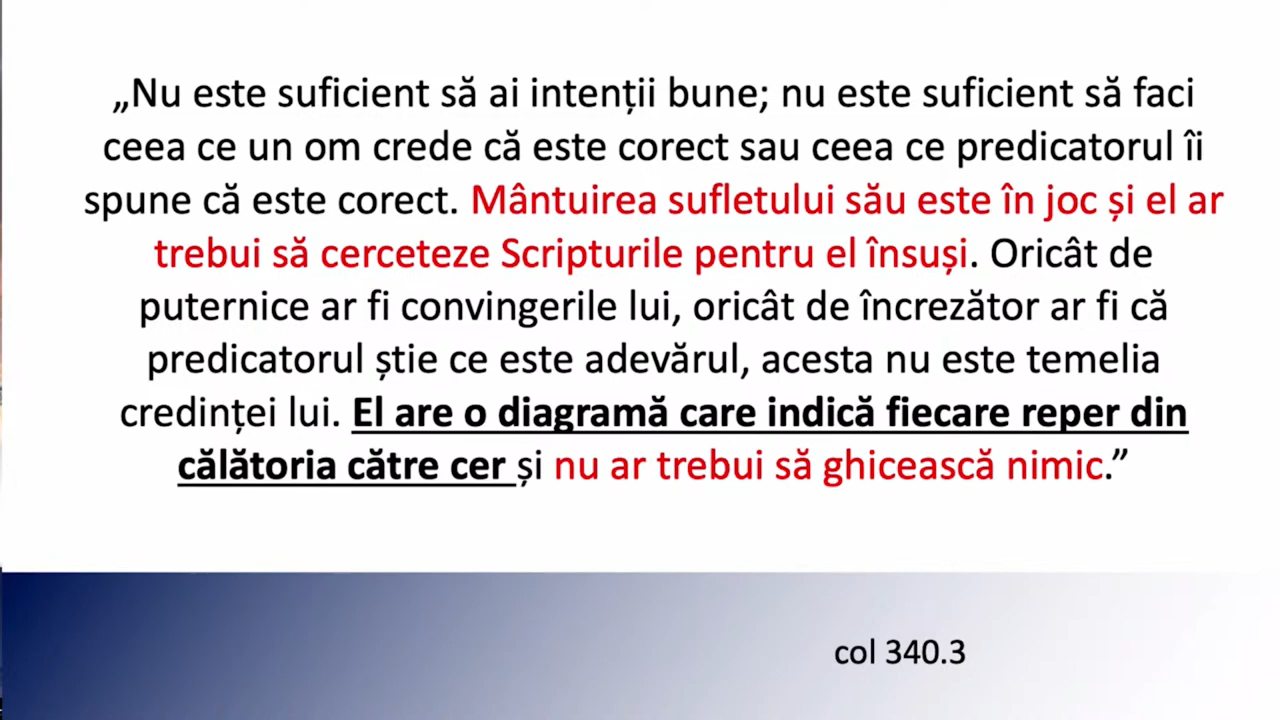 „Nu este suficient să ai intenții bune; nu este suficient să faci
ceea ce un om crede că este corect sau ceea ce predicatorul îi
spune că este corect. Mântuirea sufletului său este în joc și el ar
trebui să cerceteze Scripturile pentru el însuși. Oricât de
puternice ar fi convingerile lui, oricât de încrezător ar fi că
predicatorul știe ce este adevărul, acesta nu este temelia
credinței lui. El are o diagramă care indică fiecare reper din
călătoria către cer și nu ar trebui să ghicească nimic.”
col 340.3